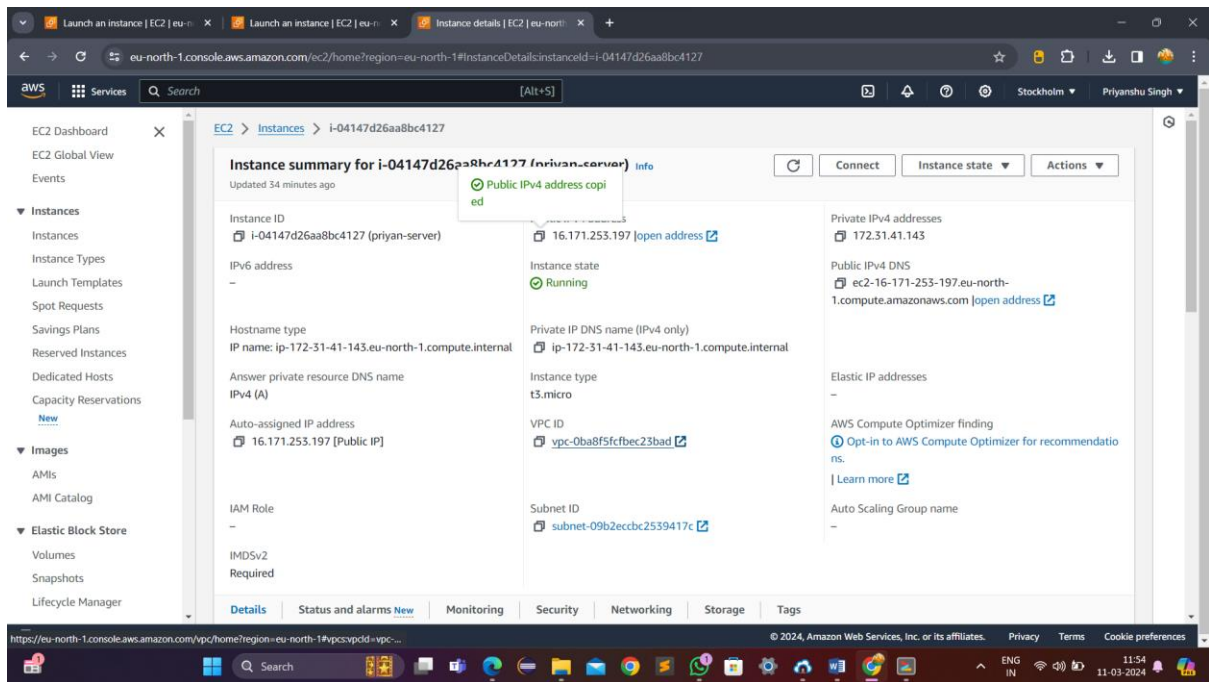 Launch an instance | EC2 | eu-n
Launch an instance | EC2 | eu-n
Instance details | EC2 | eu-north
eu-north-1.console.aws.amazon.com/ec2/home?region=eu-north-1#InstanceDetails:instanceId=i-04147d26aa8bc4127
aws
Services
Search
[Alt+S]
Stockholm
Priyanshu Singh
EC2 Dashboard
EC2 Global View
Events
Instances
Instances
Instance Types
Launch Templates
Spot Requests
Savings Plans
Reserved Instances
Dedicated Hosts
Capacity Reservations
New
Images
AMIs
AMI Catalog
Elastic Block Store
Volumes
Snapshots
Lifecycle Manager
EC2 > Instances > i-04147d26aa8bc4127
Instance summary for i-04147d26aa8bc4127 (priyan-server) Info
Updated 34 minutes ago
Connect
Instance state
Actions
Public IPv4 address copi
ed
Instance ID
i-04147d26aa8bc4127 (priyan-server)
16.171.253.197 |open address
Private IPv4 addresses
172.31.41.143
IPv6 address
–
Instance state
Running
Public IPv4 DNS
ec2-16-171-253-197.eu-north-
1.compute.amazonaws.com |open address
Hostname type
IP name: ip-172-31-41-143.eu-north-1.compute.internal
Private IP DNS name (IPv4 only)
ip-172-31-41-143.eu-north-1.compute.internal
Answer private resource DNS name
IPv4 (A)
Instance type
t3.micro
Elastic IP addresses
–
Auto-assigned IP address
16.171.253.197 [Public IP]
VPC ID
vpc-0ba8f5fcfbec23bad
AWS Compute Optimizer finding
Opt-in to AWS Compute Optimizer for recommendatio
ns.
| Learn more
IAM Role
–
Subnet ID
subnet-09b2eccbc2539417c
Auto Scaling Group name
–
IMDSv2
Required
Details
Status and alarms New
Monitoring
Security
Networking
Storage
Tags
https://eu-north-1.console.aws.amazon.com/vpc/home?region=eu-north-1#vpcs:vpcId=vpc-...
© 2024, Amazon Web Services, Inc. or its affiliates.
Privacy
Terms
Cookie preferences
Search
ENG
IN
11:54
11-03-2024